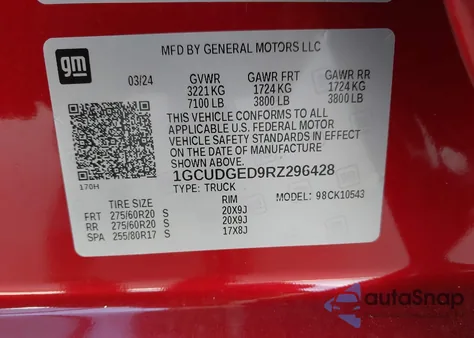 gm
MFD BY GENERAL MOTORS LLC
03/24 GVWR GAWR FRT GAWR RR
3221 KG 1724 KG 1724 KG
7100 LB 3800 LB 3800 LB
THIS VEHICLE CONFORMS TO ALL
APPLICABLE U.S. FEDERAL MOTOR
VEHICLE SAFETY STANDARDS IN EFFECT
ON THE DATE OF MANUFACTURE
SHOWN ABOVE.
170H
1GCUDGED9RZ296428
TYPE: TRUCK MODEL: 98CK10543
TIRE SIZE RIM
FRT 275/60R20 S 20X9J
RR 275/60R20 S 20X9J
SPA 255/80R17 S 17X8J
autoSnap